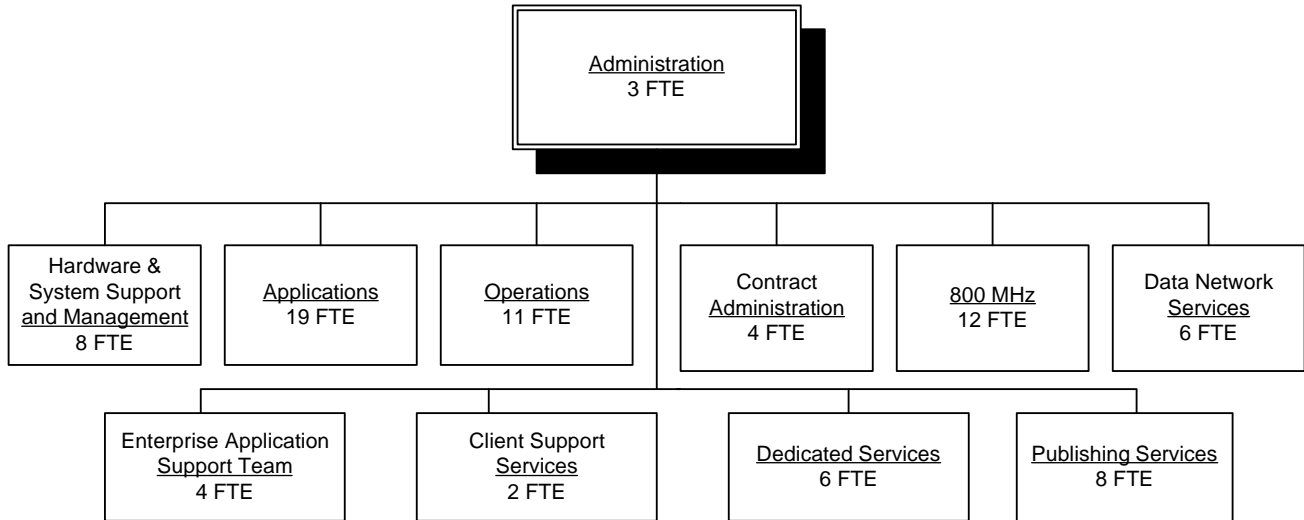 Administration
3 FTE
Hardware &
System Support
and Management
8 FTE
Applications
19 FTE
Operations
11 FTE
Contract
Administration
4 FTE
800 MHz
12 FTE
Data Network
Services
6 FTE
Enterprise Application
Support Team
4 FTE
Client Support
Services
2 FTE
Dedicated Services
6 FTE
Publishing Services
8 FTE